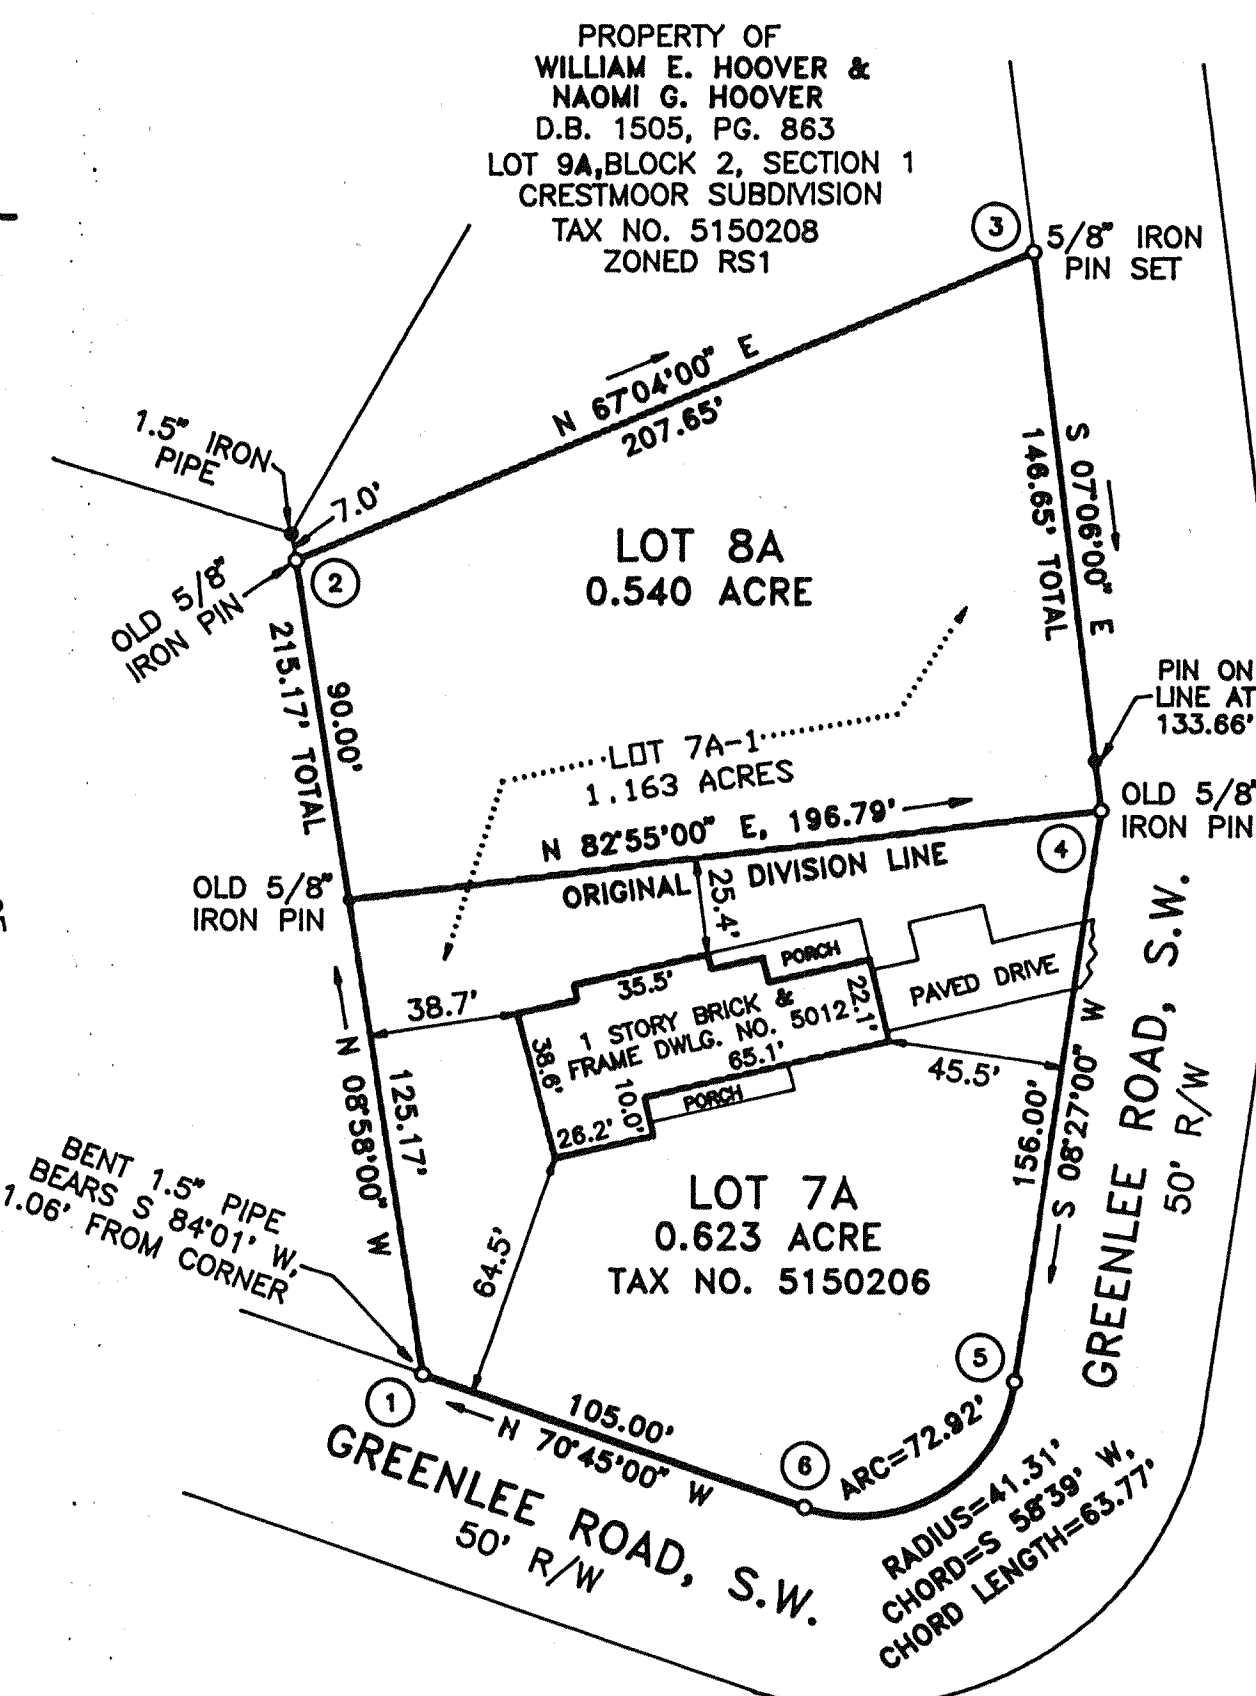 PROPERTY OF
WILLIAM E. HOOVER &
NAOMI G. HOOVER
D.B. 1505, PG. 863
LOT 9A,BLOCK 2, SECTION 1
CRESTMOOR SUBDIVISION
TAX NO. 5150208
ZONED RS1
3
5/8" IRON
PIN SET
N 67°04'00" E
207.65'
1.5" IRON
PIPE
7.0'
OLD 5/8"
IRON PIN
2
LOT 8A
0.540 ACRE
S 07°06'00" E
146.65' TOTAL
215.17' TOTAL
90.00'
PIN ON
LINE AT
133.66'
LOT 7A-1
1.163 ACRES
N 82°55'00" E, 196.79'
ORIGINAL DIVISION LINE
OLD 5/8"
IRON PIN
4
OLD 5/8"
IRON PIN
25.4'
PORCH
PAVED DRIVE
38.7'
35.5'
22.1'
1 STORY BRICK &
FRAME DWLG. NO. 5012
65.1'
38.6'
10.0'
26.2'
PORCH
45.5'
N 08°58'00" W
125.17'
156.00'
S 08°27'00" W
GREENLEE ROAD, S.W.
50' R/W
BENT 1.5" PIPE
BEARS S 84°01' W,
1.06' FROM CORNER
64.5'
LOT 7A
0.623 ACRE
TAX NO. 5150206
5
1
105.00'
N 70°45'00" W
6
ARC=72.92'
RADIUS=41.31'
CHORD=S 58°39' W,
CHORD LENGTH=63.77'
GREENLEE ROAD, S.W.
50' R/W